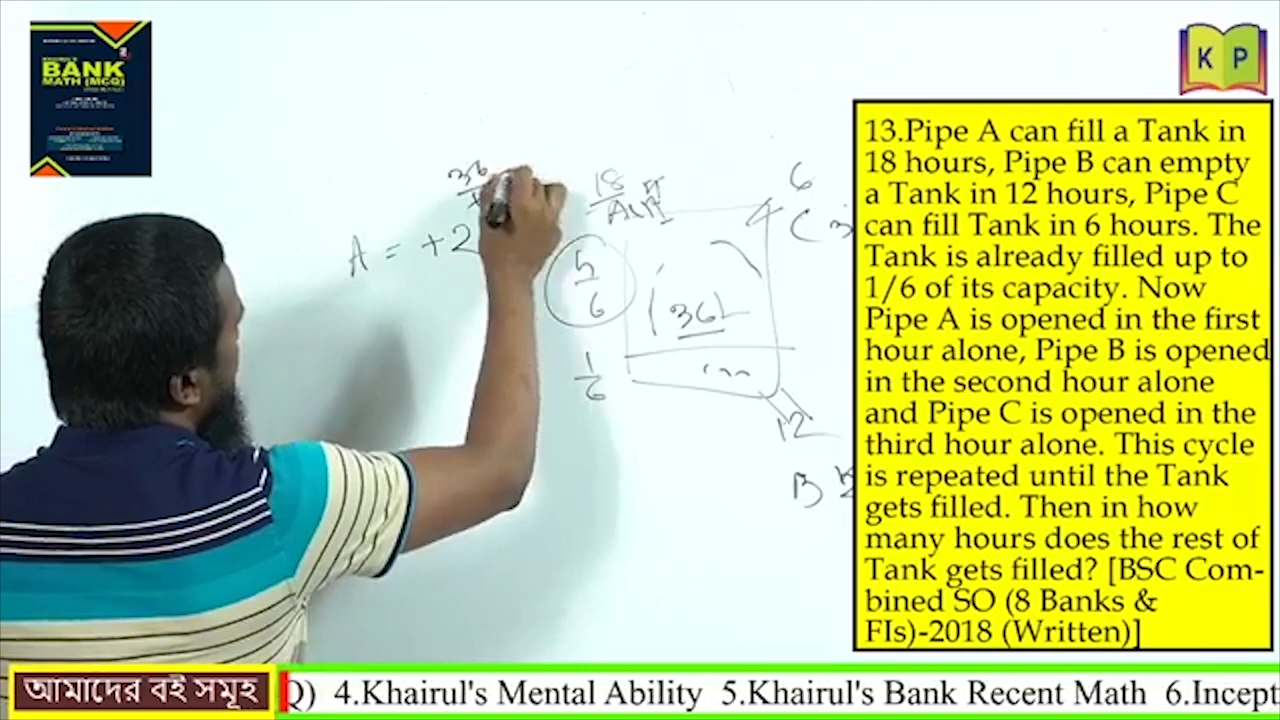 BANK
MATH (MCQ)
K P
36
A = +2
18
6
C
5
6
36
1
6
12
B
13.Pipe A can fill a Tank in
18 hours, Pipe B can empty
a Tank in 12 hours, Pipe C
can fill Tank in 6 hours. The
Tank is already filled up to
1/6 of its capacity. Now
Pipe A is opened in the first
hour alone, Pipe B is opened
in the second hour alone
and Pipe C is opened in the
third hour alone. This cycle
is repeated until the Tank
gets filled. Then in how
many hours does the rest of
Tank gets filled? [BSC Com-
bined SO (8 Banks &
FIs)-2018 (Written)]
আমাদের বই সমূহ
Q) 4.Khairul's Mental Ability 5.Khairul's Bank Recent Math 6.Incept